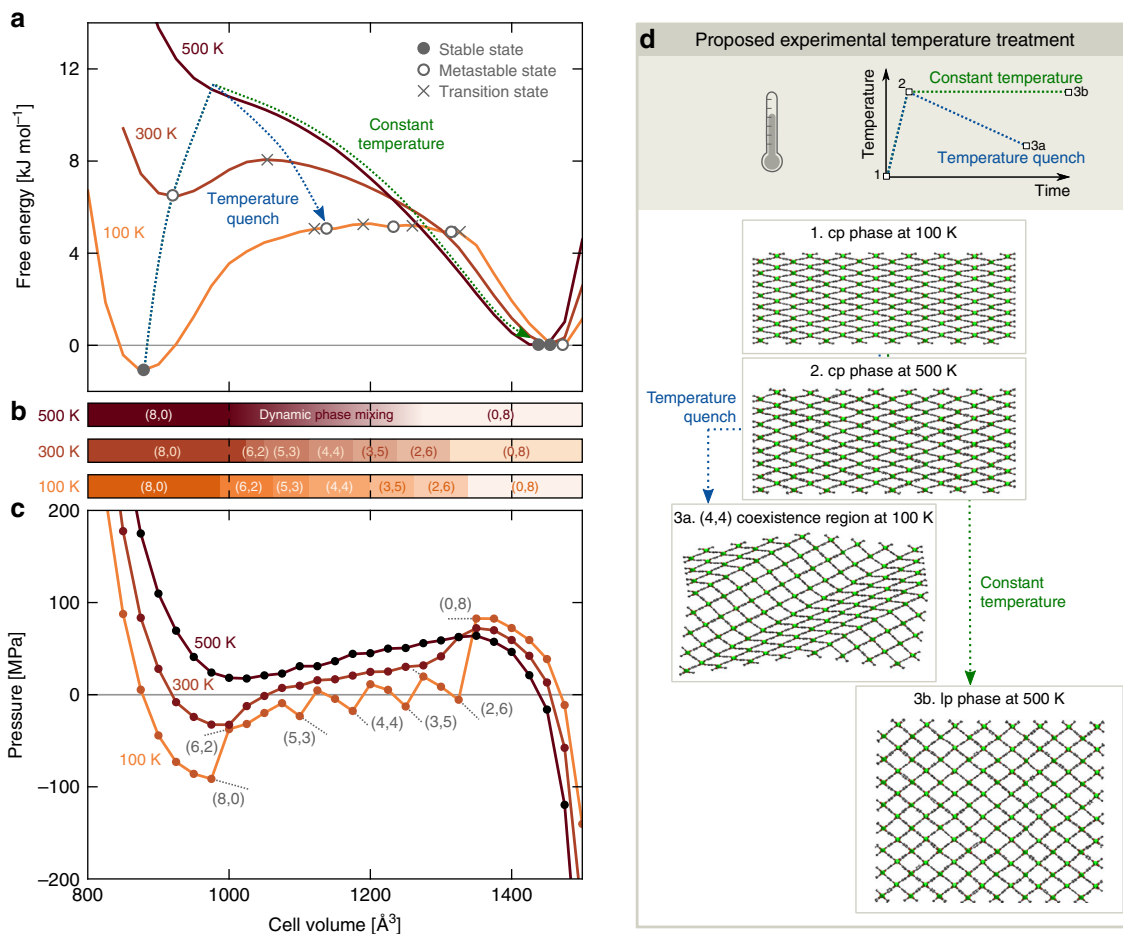 a
Free energy [kJ mol⁻¹]
12
8
4
0
500 K
300 K
100 K
Stable state
Metastable state
Transition state
Constant
temperature
Temperature
quench
b
500 K
(8,0)
Dynamic phase mixing
(0,8)
300 K
(8,0)
(6,2)
(5,3)
(4,4)
(3,5)
(2,6)
(0,8)
100 K
(8,0)
(6,2)
(5,3)
(4,4)
(3,5)
(2,6)
(0,8)
c
Pressure [MPa]
200
100
0
−100
−200
500 K
300 K
100 K
(0,8)
(6,2)
(5,3)
(4,4)
(3,5)
(2,6)
(8,0)
800
1000
1200
1400
Cell volume [Å³]
d
Proposed experimental temperature treatment
Temperature
2
Constant temperature
3b
3a
Temperature quench
1
Time
1. cp phase at 100 K
2. cp phase at 500 K
Temperature
quench
3a. (4,4) coexistence region at 100 K
Constant
temperature
3b. lp phase at 500 K